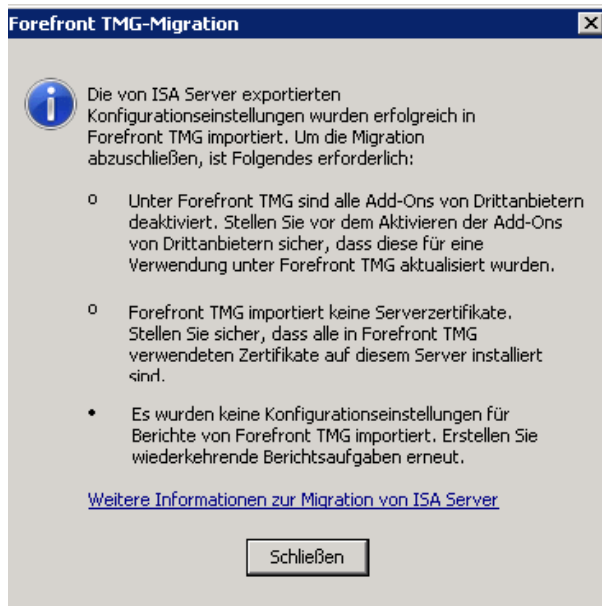 Forefront TMG-Migration
Die von ISA Server exportierten
Konfigurationseinstellungen wurden erfolgreich in
Forefront TMG importiert. Um die Migration
abzuschließen, ist Folgendes erforderlich:
o Unter Forefront TMG sind alle Add-Ons von Drittanbietern
deaktiviert. Stellen Sie vor dem Aktivieren der Add-Ons
von Drittanbietern sicher, dass diese für eine
Verwendung unter Forefront TMG aktualisiert wurden.
o Forefront TMG importiert keine Serverzertifikate.
Stellen Sie sicher, dass alle in Forefront TMG
verwendeten Zertifikate auf diesem Server installiert
sind.
• Es wurden keine Konfigurationseinstellungen für
Berichte von Forefront TMG importiert. Erstellen Sie
wiederkehrende Berichtsaufgaben erneut.
Weitere Informationen zur Migration von ISA Server
Schließen